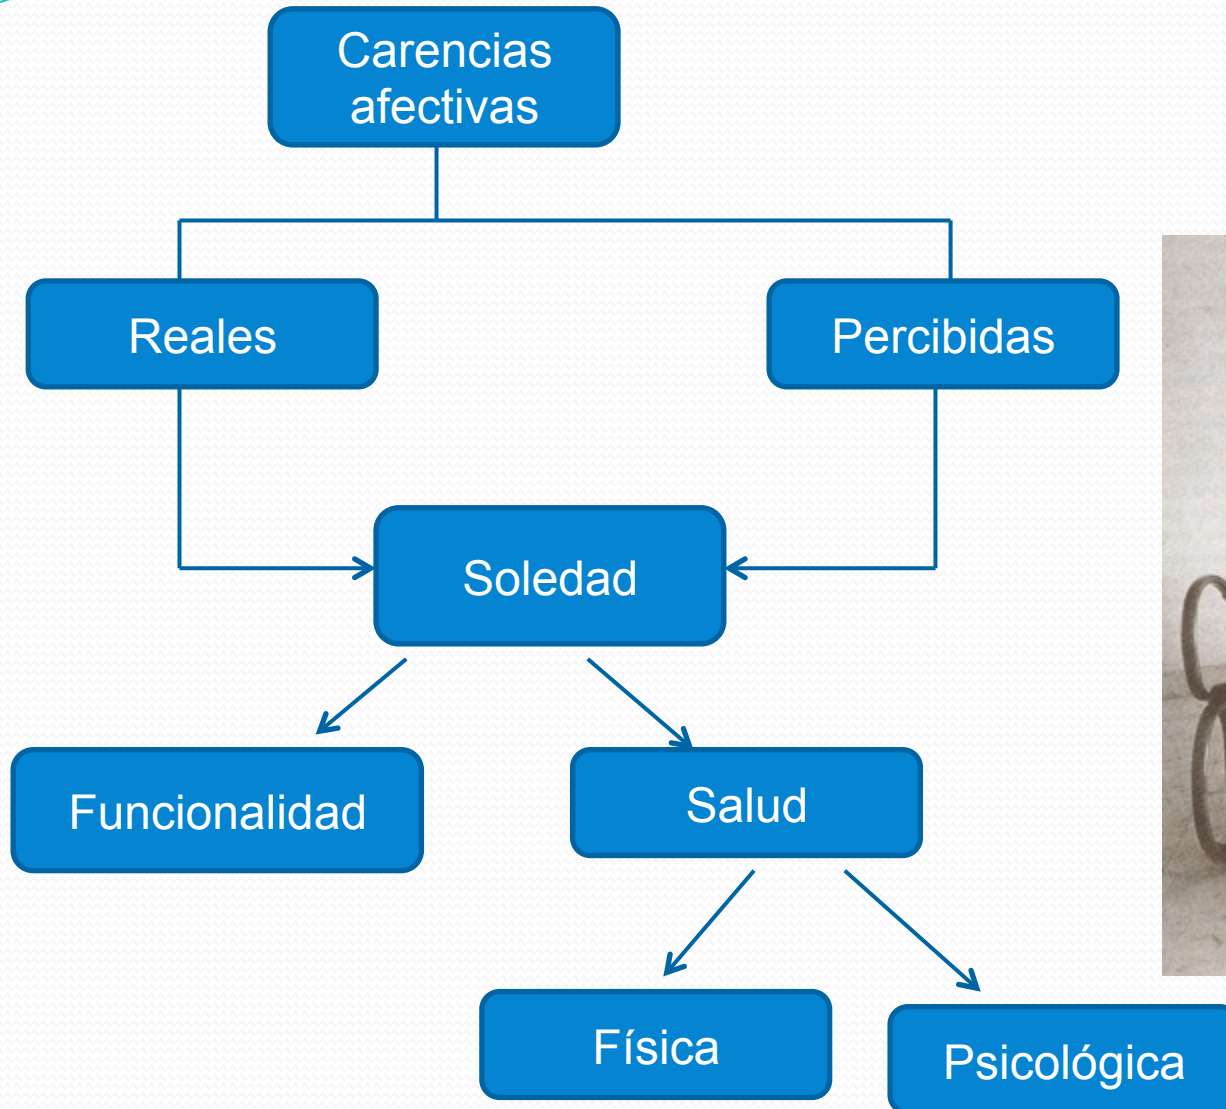 Carencias
afectivas
Reales
Percibidas
Soledad
Funcionalidad
Salud
Física
Psicológica